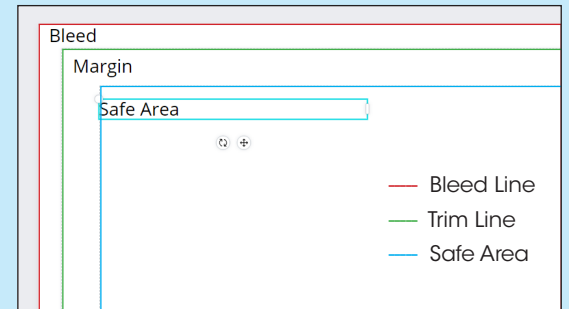 Bleed
Margin
Safe Area
Bleed Line
Trim Line
Safe Area